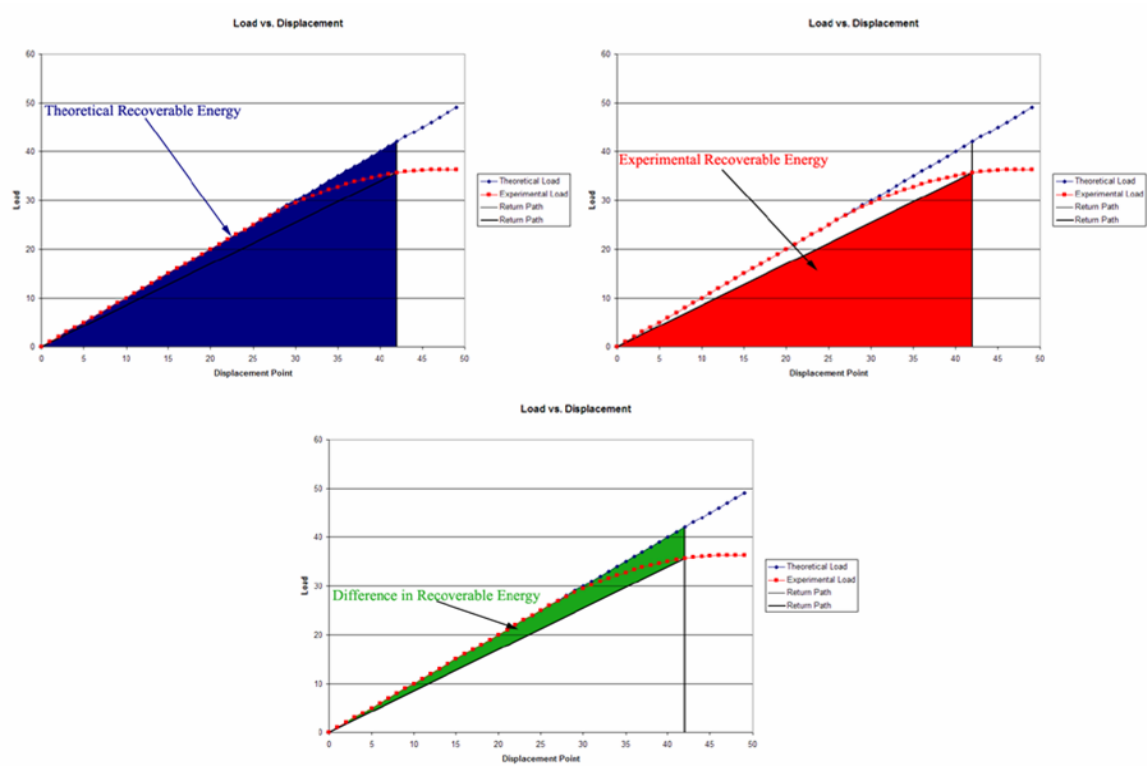 Load vs. Displacement
60
50
40
30
20
10
0
Load
0 5 10 15 20 25 30 35 40 45 50
Displacement Point
Theoretical Recoverable Energy
Theoretical Load
Experimental Load
Return Path
Return Path
Load vs. Displacement
60
50
40
30
20
10
0
Load
0 5 10 15 20 25 30 35 40 45 50
Displacement Point
Experimental Recoverable Energy
Theoretical Load
Experimental Load
Return Path
Return Path
Load vs. Displacement
60
50
40
30
20
10
0
Load
0 5 10 15 20 25 30 35 40 45 50
Displacement Point
Difference in Recoverable Energy
Theoretical Load
Experimental Load
Return Path
Return Path